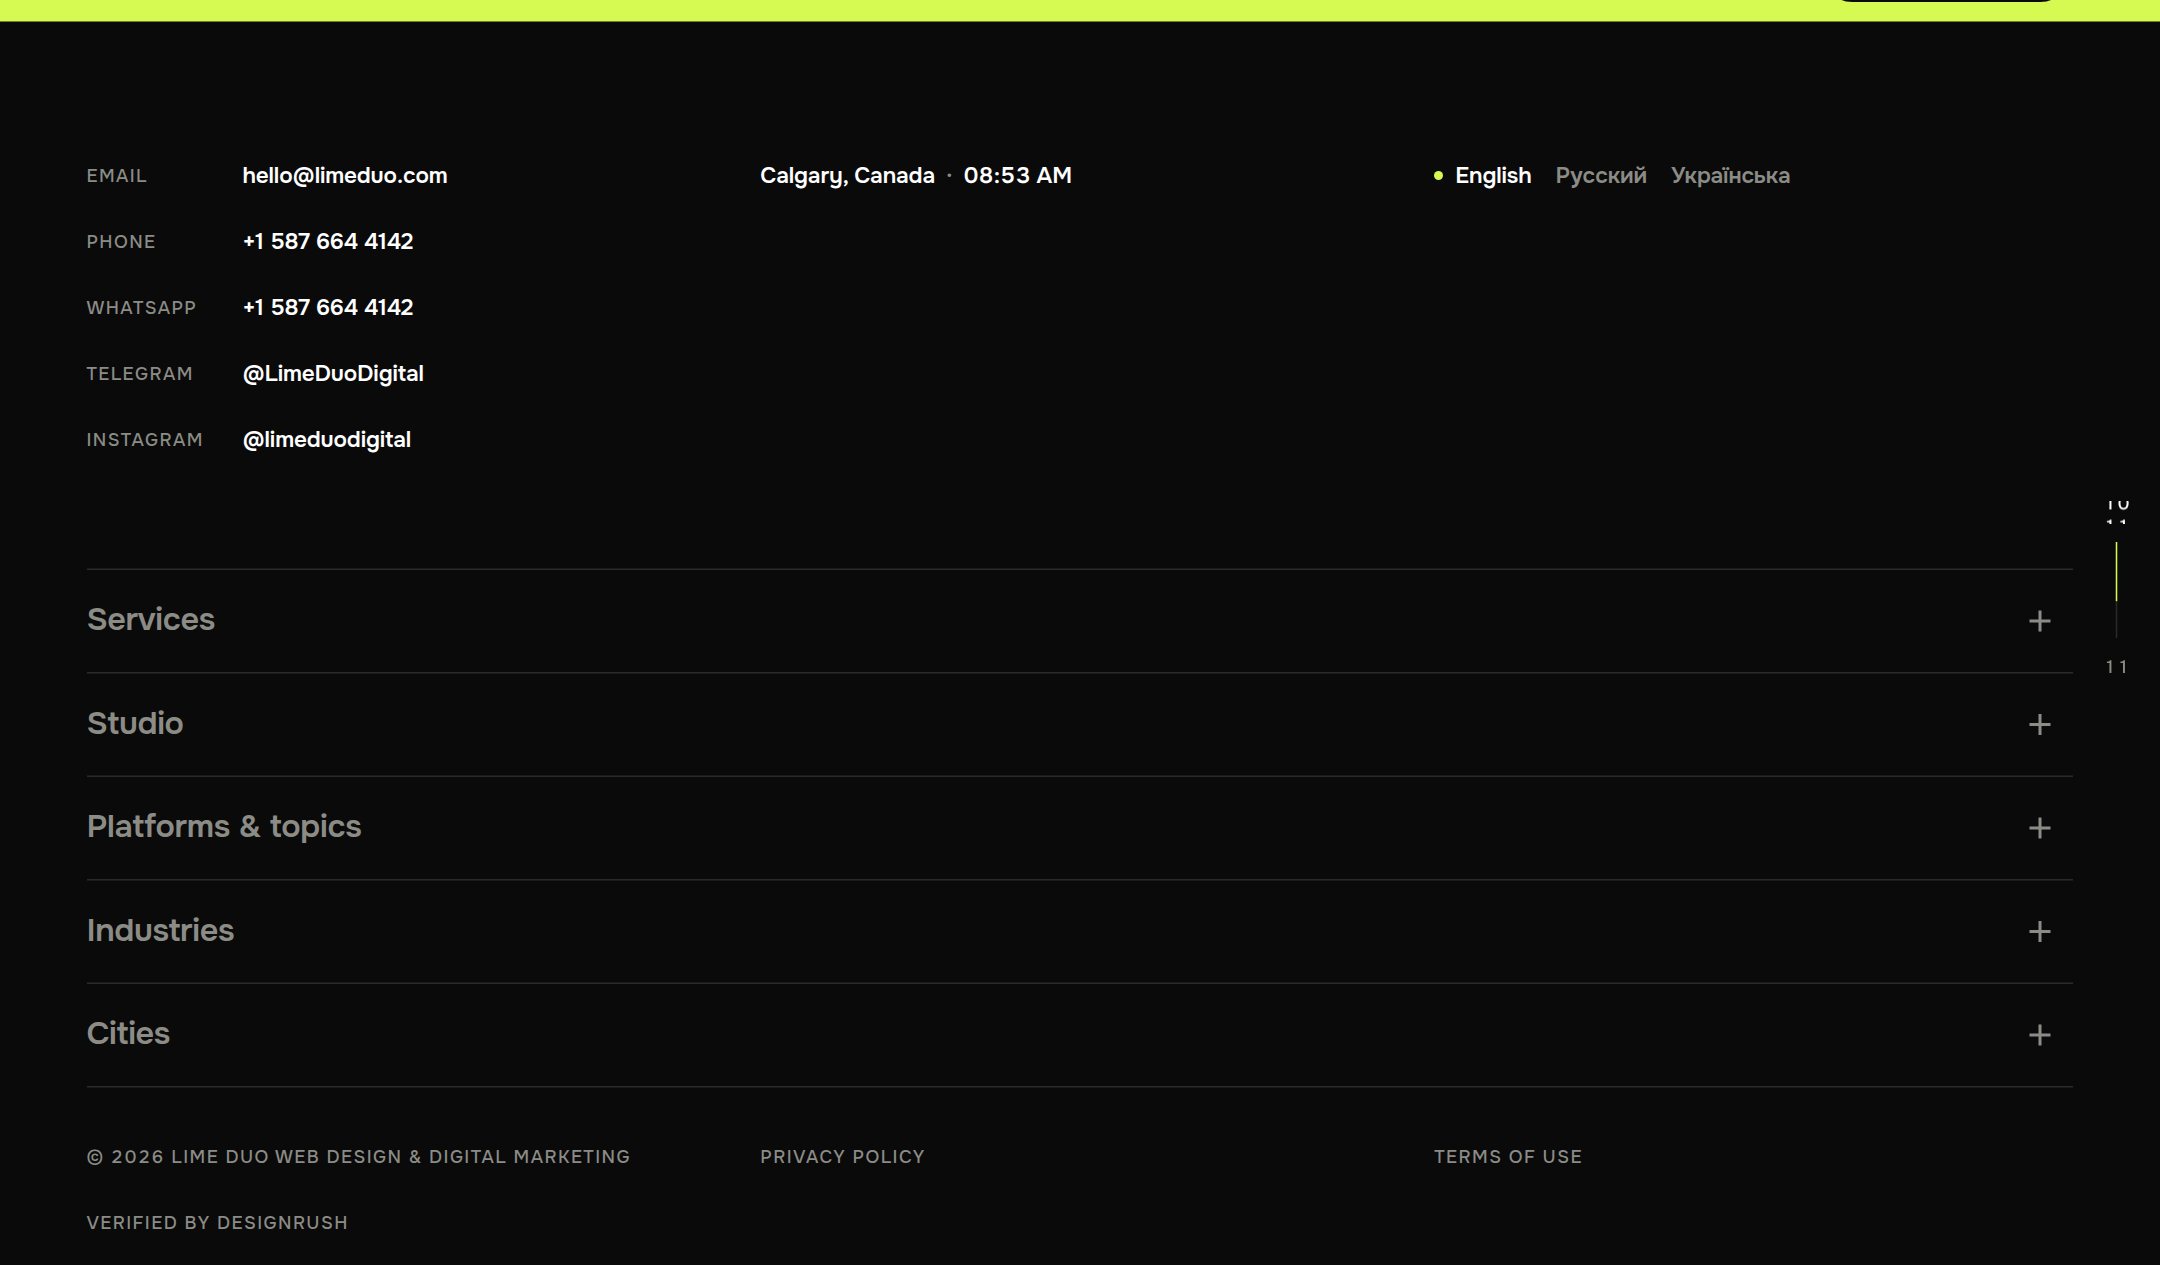 EMAIL hello@limeduo.com Calgary, Canada · 08:53 AM English Русский Українська
PHONE +1 587 664 4142
WHATSAPP +1 587 664 4142
TELEGRAM @LimeDuoDigital
INSTAGRAM @limeduodigital
Services
11
Studio
Platforms & topics
Industries
Cities
© 2026 LIME DUO WEB DESIGN & DIGITAL MARKETING PRIVACY POLICY TERMS OF USE
VERIFIED BY DESIGNRUSH